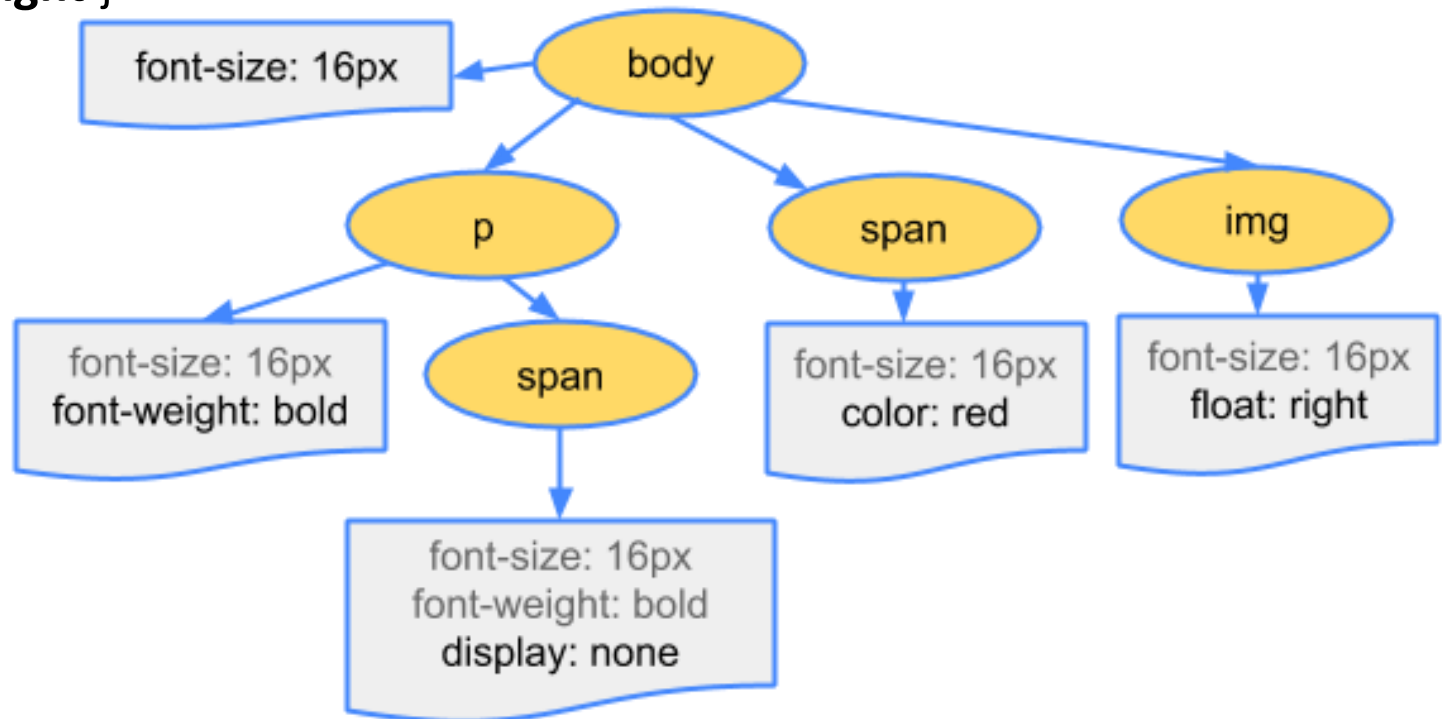 font-size: 16px
body
p
span
img
font-size: 16px
font-weight: bold
span
font-size: 16px
color: red
font-size: 16px
float: right
font-size: 16px
font-weight: bold
display: none